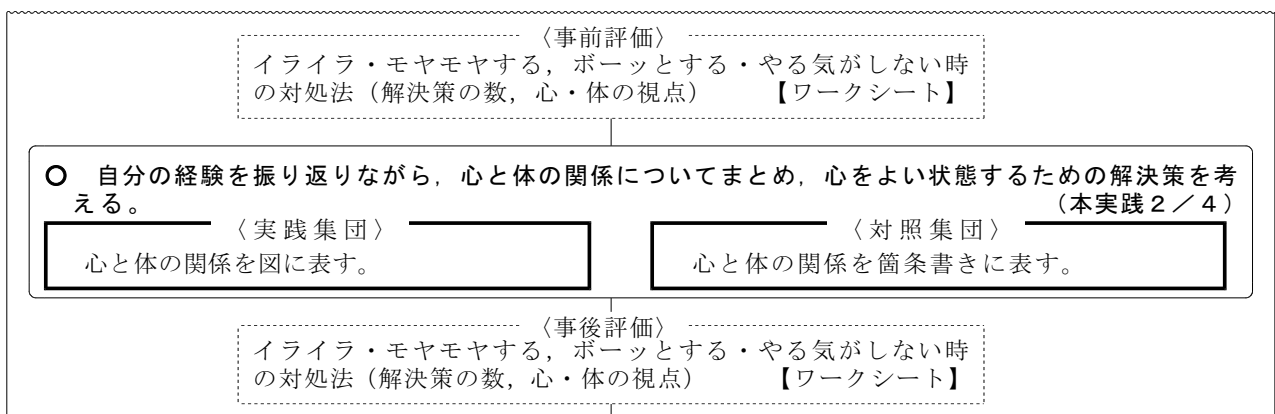 〈事前評価〉
イライラ・モヤモヤする，ボーッとする・やる気がしない時
の対処法（解決策の数，心・体の視点）　【ワークシート】
○　自分の経験を振り返りながら，心と体の関係についてまとめ，心をよい状態するための解決策を考
える。　（本実践２／４）
〈実践集団〉
心と体の関係を図に表す。
〈対照集団〉
心と体の関係を箇条書きに表す。
〈事後評価〉
イライラ・モヤモヤする，ボーッとする・やる気がしない時
の対処法（解決策の数，心・体の視点）　【ワークシート】